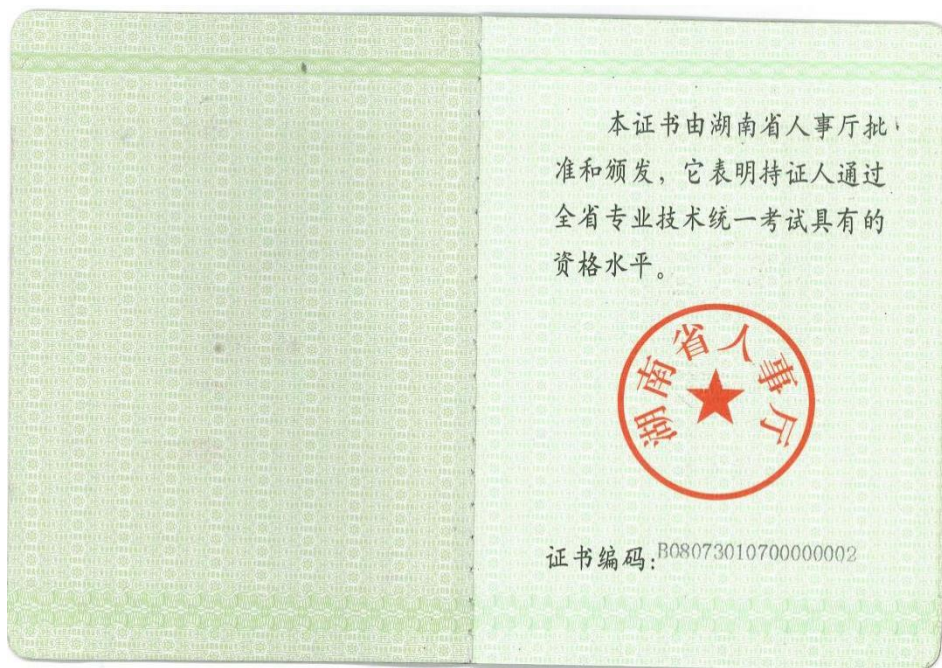 本证书由湖南省人事厅批
准和颁发，它表明持证人通过
全省专业技术统一考试具有的
资格水平。
湖南省人事厅
证书编码：B08073010700000002